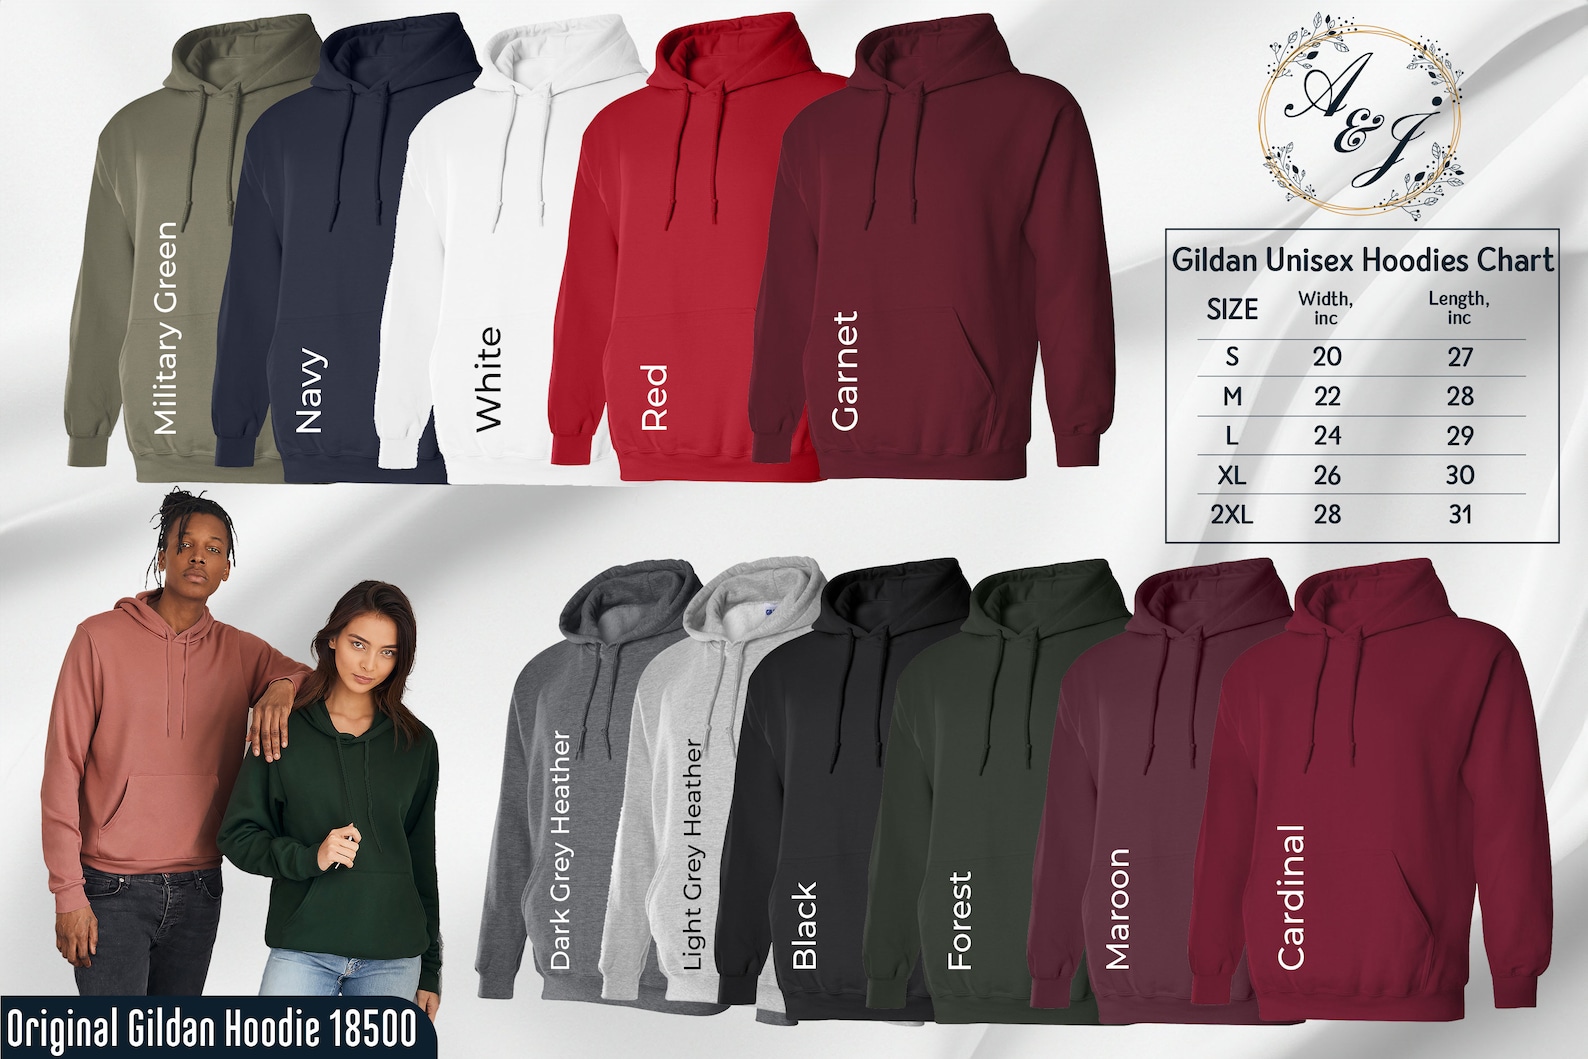 A
&
J
Military Green
Navy
White
Red
Garnet
Gildan Unisex Hoodies Chart
SIZE Width, inc Length, inc
S 20 27
M 22 28
L 24 29
XL 26 30
2XL 28 31
Dark Grey Heather
Light Grey Heather
Black
Forest
Maroon
Cardinal
Original Gildan Hoodie 18500